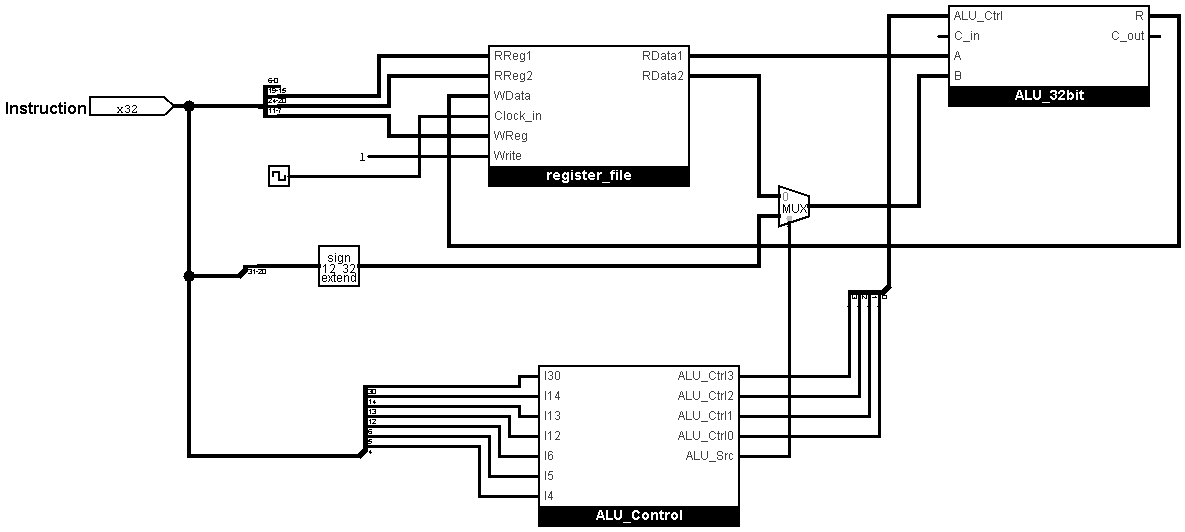 Instruction
x32
6-0
19-15
24-20
11-7
1
RReg1 RData1
RReg2 RData2
WData
Clock_in
WReg
Write
register_file
ALU_Ctrl R
C_in C_out
A
B
ALU_32bit
0
MUX
31-20
sign
12 32
extend
3 2 1 0
30
14
13
12
6
5
4
I30 ALU_Ctrl3
I14 ALU_Ctrl2
I13 ALU_Ctrl1
I12 ALU_Ctrl0
I6 ALU_Src
I5
I4
ALU_Control